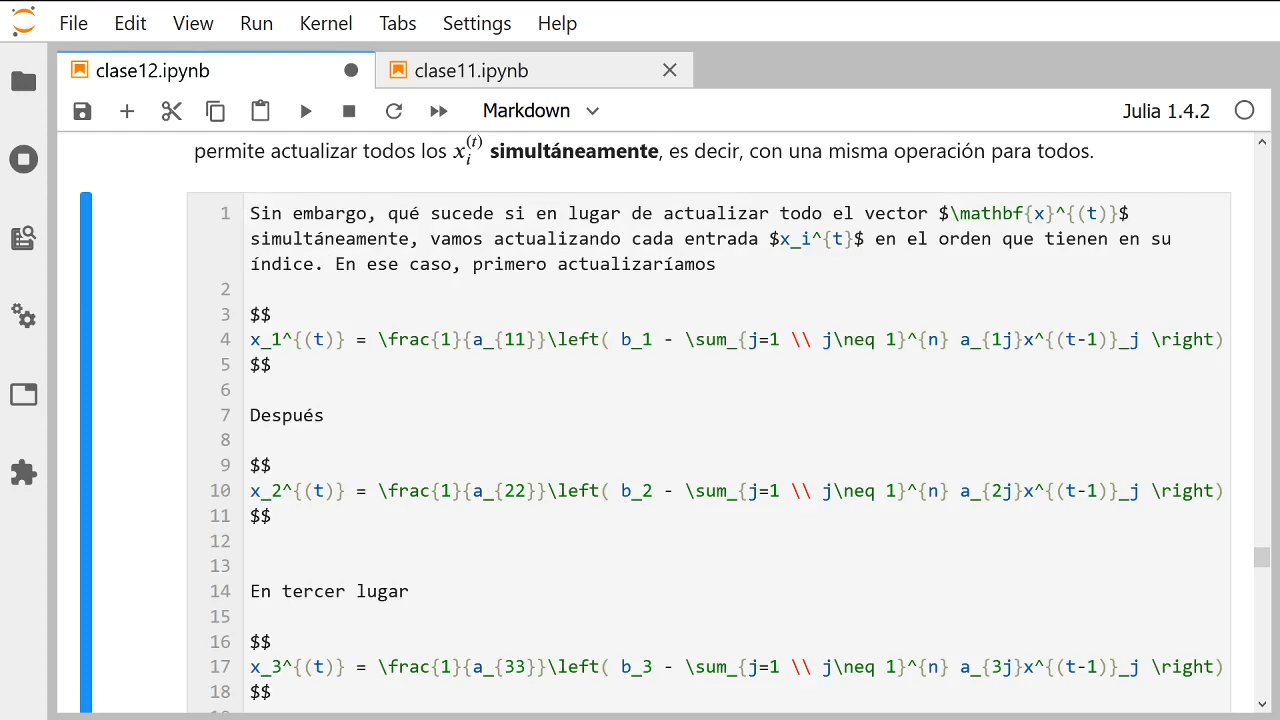 File Edit View Run Kernel Tabs Settings Help
clase12.ipynb clase11.ipynb
Markdown Julia 1.4.2
permite actualizar todos los x_i^{(t)} simultáneamente, es decir, con una misma operación para todos.
1 Sin embargo, qué sucede si en lugar de actualizar todo el vector $\mathbf{x}^{(t)}$
simultáneamente, vamos actualizando cada entrada $x_i^{t}$ en el orden que tienen en su
índice. En ese caso, primero actualizaríamos
2
3 $$
4 x_1^{(t)} = \frac{1}{a_{11}}\left( b_1 - \sum_{j=1 \\ j\neq 1}^{n} a_{1j}x^{(t-1)}_j \right)
5 $$
6
7 Después
8
9 $$
10 x_2^{(t)} = \frac{1}{a_{22}}\left( b_2 - \sum_{j=1 \\ j\neq 1}^{n} a_{2j}x^{(t-1)}_j \right)
11 $$
12
13
14 En tercer lugar
15
16 $$
17 x_3^{(t)} = \frac{1}{a_{33}}\left( b_3 - \sum_{j=1 \\ j\neq 1}^{n} a_{3j}x^{(t-1)}_j \right)
18 $$